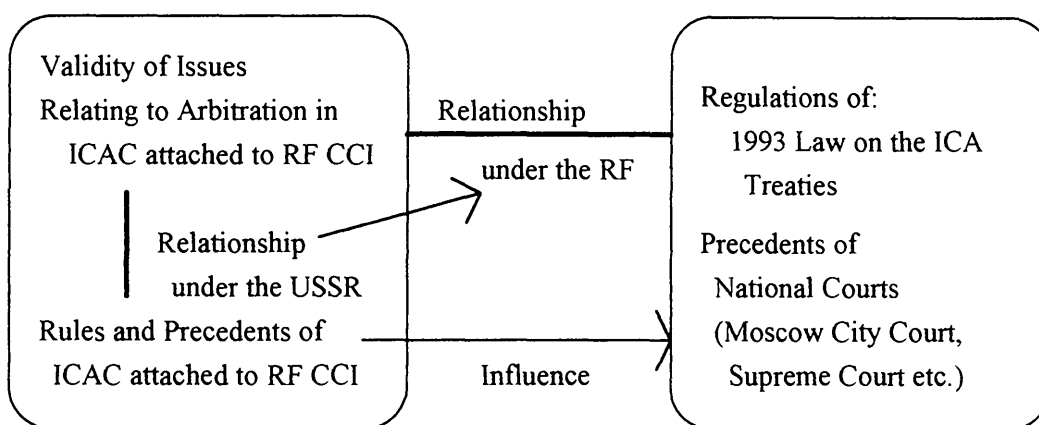 Validity of Issues
Relating to Arbitration in
ICAC attached to RF CCI
Relationship
under the USSR
Rules and Precedents of
ICAC attached to RF CCI
Relationship
under the RF
Influence
Regulations of:
1993 Law on the ICA
Treaties
Precedents of
National Courts
(Moscow City Court,
Supreme Court etc.)